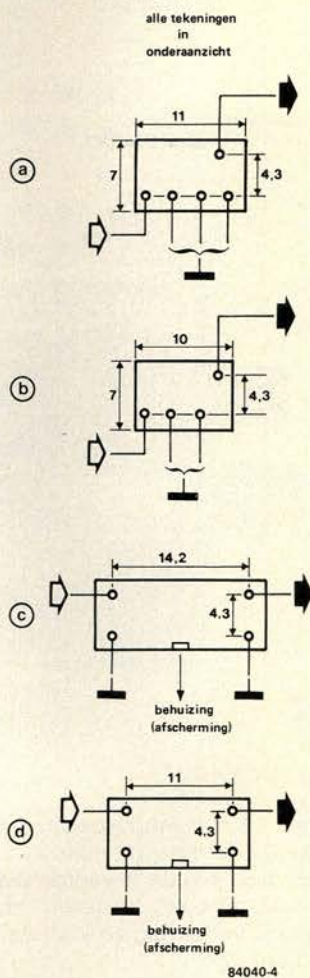 alle tekeningen
in
onderaanzicht
11
a
7
4,3
10
b
7
4,3
14,2
c
4.3
behuizing
(afscherming)
11
d
4.3
behuizing
(afscherming)
84040-4